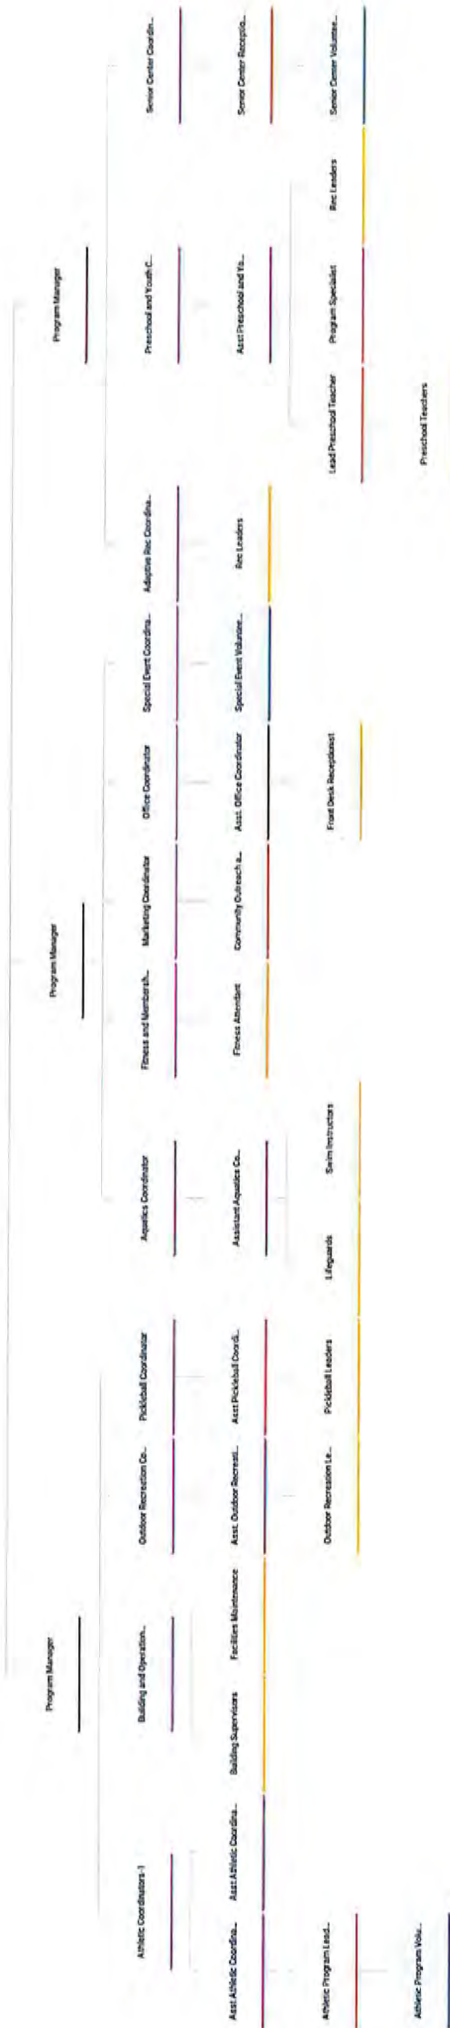 Program Manager
Program Manager
Program Manager
Athletic Coordinators-)
Building and Operation...
Outdoor Recreation Co...
Pickleball Coordinator
Aquatics Coordinator
Fitness and Membersh...
Marketing Coordinator
Office Coordinator
Special Event Coordina...
Adaptive Rec Coordina...
Preschool and Youth C...
Senior Center Coordin...
Asst Athletic Coordina...
Asst Athletic Coordina...
Building Supervisors
Facilities Maintenance
Asst. Outdoor Recreati...
Asst Pickleball Coordi...
Assistant Aquatics Co...
Fitness Attendant
Community Outreach a...
Asst. Office Coordinator
Special Event Voluntee...
Rec Leaders
Asst Preschool and Yo...
Senior Center Receptio...
Athletic Program Lead...
Outdoor Recreation Le...
Pickleball Leaders
Lifeguards
Swim Instructors
Front Desk Receptionist
Lead Preschool Teacher
Program Specialist
Rec Leaders
Senior Center Voluntee...
Athletic Program Volu...
Preschool Teachers